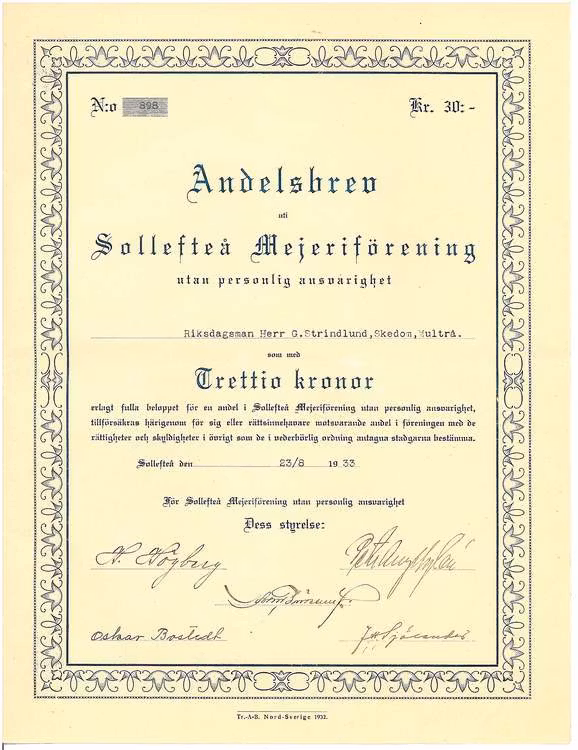 N:o 898
Kr. 30:-
Andelsbrev
uti
Sollefteå Mejeriförening
utan personlig ansvarighet
Riksdagsman Herr G.Strindlund,Skedom,Multrå.
som med
Trettio kronor
erlagt fulla beloppet för en andel i Sollefteå Mejeriförening utan personlig ansvarighet,
tillförsäkras härigenom för sig eller rättsinnehavare motsvarande andel i föreningen med de
rättigheter och skyldigheter i övrigt som de i vederbörlig ordning antagna stadgarna bestämma.
Sollefteå den 23/8 1933
För Sollefteå Mejeriförening utan personlig ansvarighet
Dess styrelse:
N. Högberg
Oskar Bostedt
Tr.-A-B. Nord-Sverige 1932.